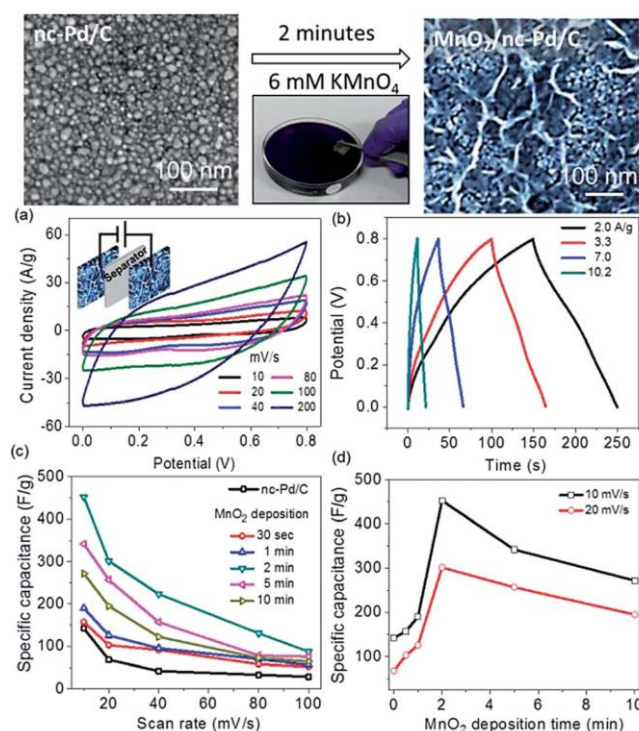 nc-Pd/C
2 minutes
6 mM KMnO₄
MnO₂/nc-Pd/C
100 nm
100 nm
(a)
Separator
Current density (A/g)
60
30
0
-30
-60
mV/s
10
80
20
100
40
200
0.0
0.2
0.4
0.6
0.8
Potential (V)
(b)
2.0 A/g
3.3
7.0
10.2
Potential (V)
0.8
0.4
0.0
0
50
100
150
200
250
Time (s)
(c)
Specific capacitance (F/g)
500
400
300
200
100
0
nc-Pd/C
MnO₂
deposition
30 sec
1 min
2 min
5 min
10 min
20
40
60
80
100
Scan rate (mV/s)
(d)
10 mV/s
20 mV/s
Specific capacitance (F/g)
500
400
300
200
100
0
0
2
4
6
8
10
MnO₂ deposition time (min)